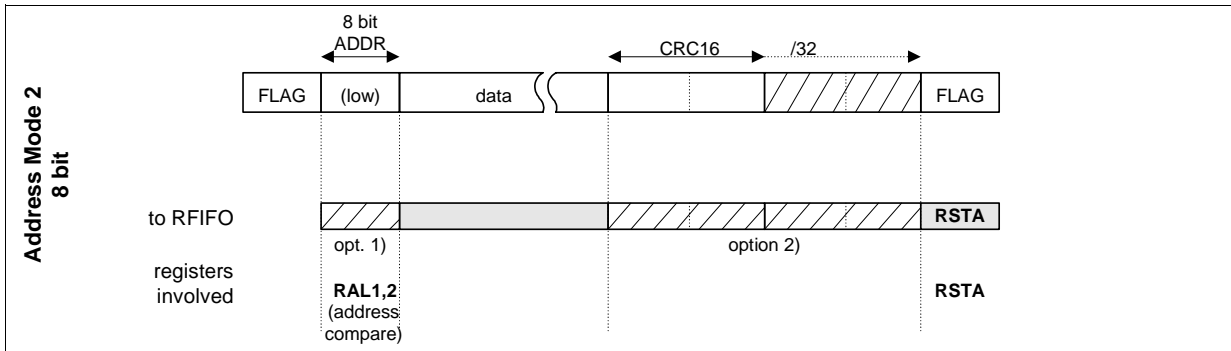 Address Mode 2
8 bit
8 bit
ADDR
CRC16 /32
FLAG (low) data FLAG
to RFIFO RSTA
opt. 1) option 2)
registers
involved
RAL1,2 RSTA
(address
compare)